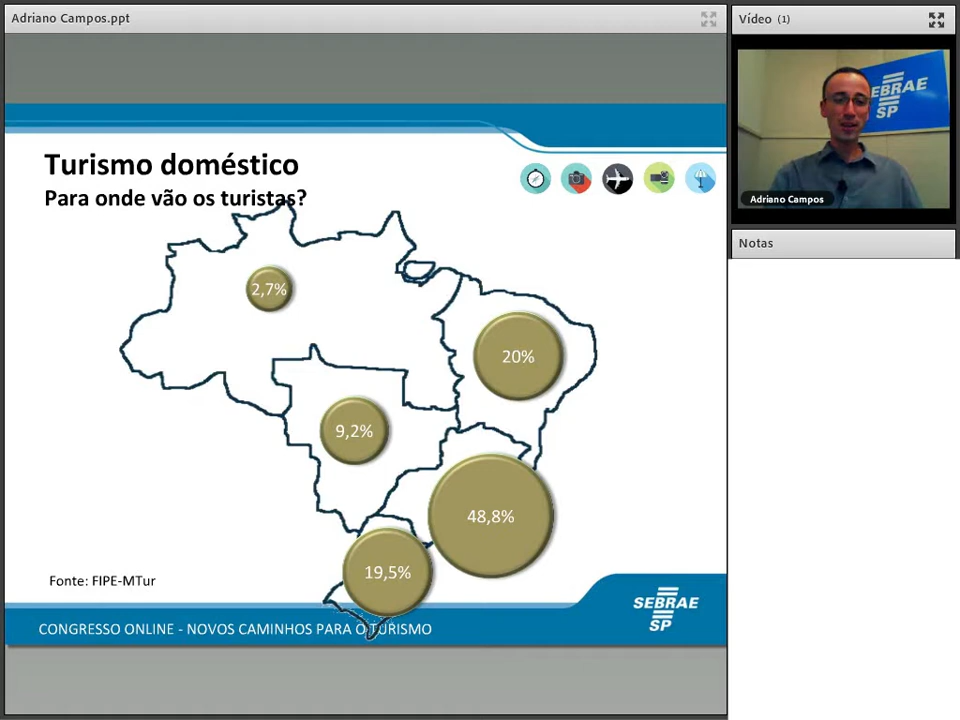 Adriano Campos.ppt
Vídeo (1)
EBRAE
SP
Adriano Campos
Notas
Turismo doméstico
Para onde vão os turistas?
2,7%
20%
9,2%
48,8%
19,5%
Fonte: FIPE-MTur
SEBRAE
SP
CONGRESSO ONLINE - NOVOS CAMINHOS PARA O TURISMO